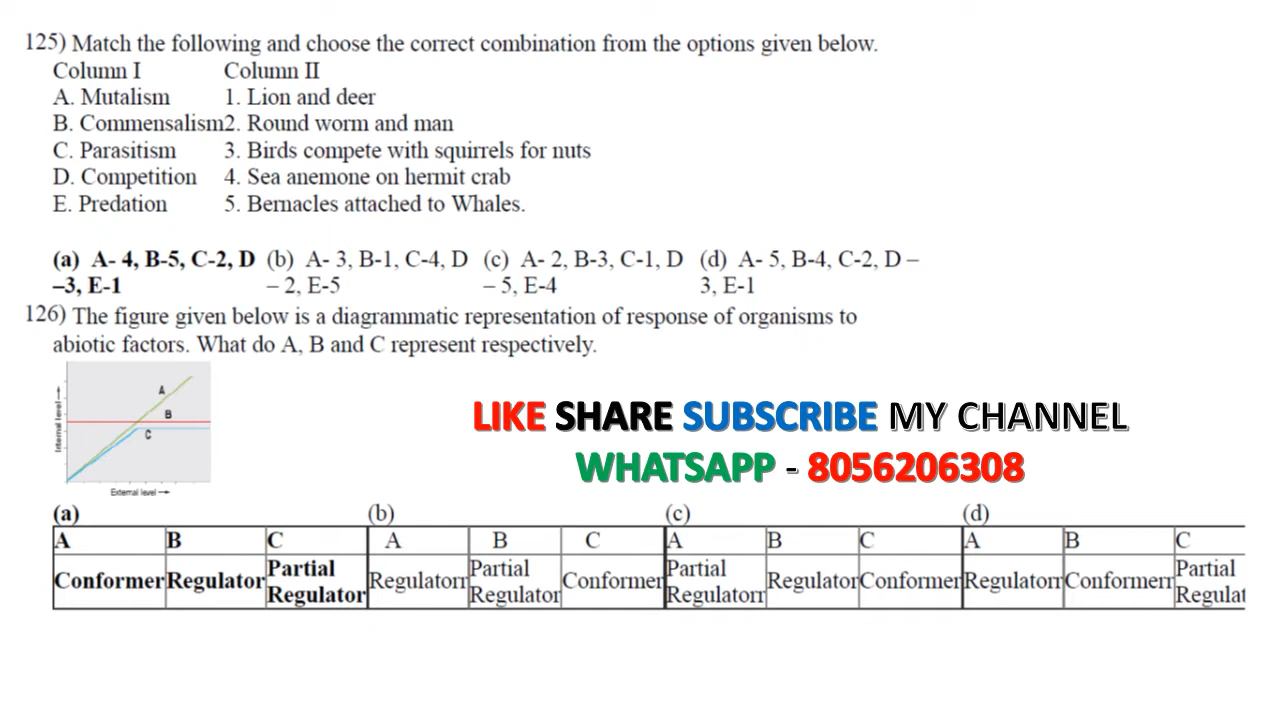 125) Match the following and choose the correct combination from the options given below.
Column I Column II
A. Mutalism 1. Lion and deer
B. Commensalism2. Round worm and man
C. Parasitism 3. Birds compete with squirrels for nuts
D. Competition 4. Sea anemone on hermit crab
E. Predation 5. Bernacles attached to Whales.
(a) A- 4, B-5, C-2, D (b) A- 3, B-1, C-4, D (c) A- 2, B-3, C-1, D (d) A- 5, B-4, C-2, D –
–3, E-1 – 2, E-5 – 5, E-4 3, E-1
126) The figure given below is a diagrammatic representation of response of organisms to
abiotic factors. What do A, B and C represent respectively.
A
B
C
Internal level
External level
LIKE SHARE SUBSCRIBE MY CHANNEL
WHATSAPP - 8056206308
(a) (b) (c) (d)
A B C A B C A B C A B C
Conformer Regulator Partial Regulator Regulatorr Partial Regulator Conformer Partial Regulatorr Regulator Conformer Regulatorr Conformerr Partial Regulat